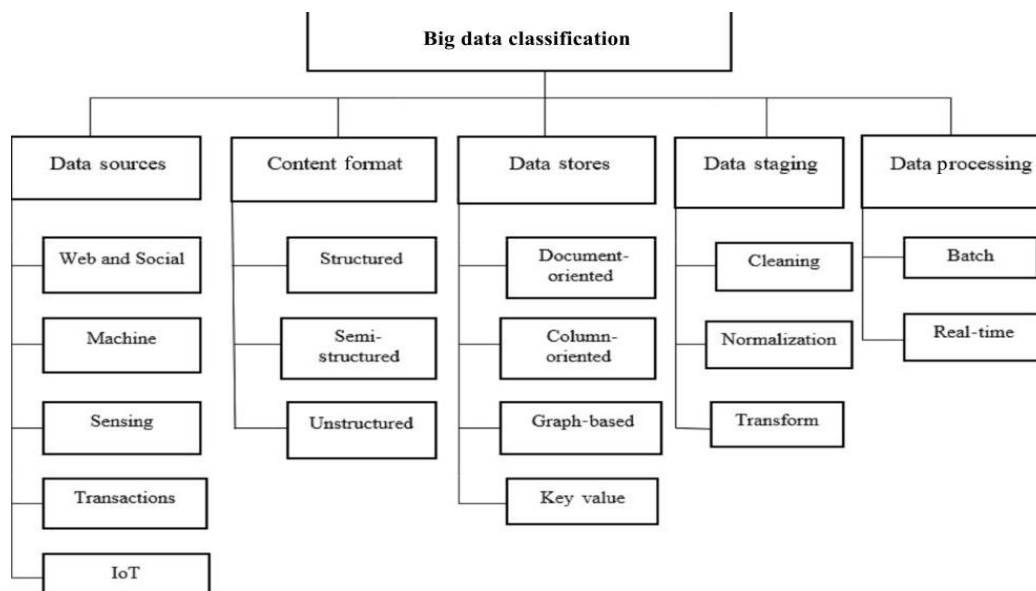 Big data classification
Data sources
Content format
Data stores
Data staging
Data processing
Web and Social
Machine
Sensing
Transactions
IoT
Structured
Semi-
structured
Unstructured
Document-
oriented
Column-
oriented
Graph-based
Key value
Cleaning
Normalization
Transform
Batch
Real-time